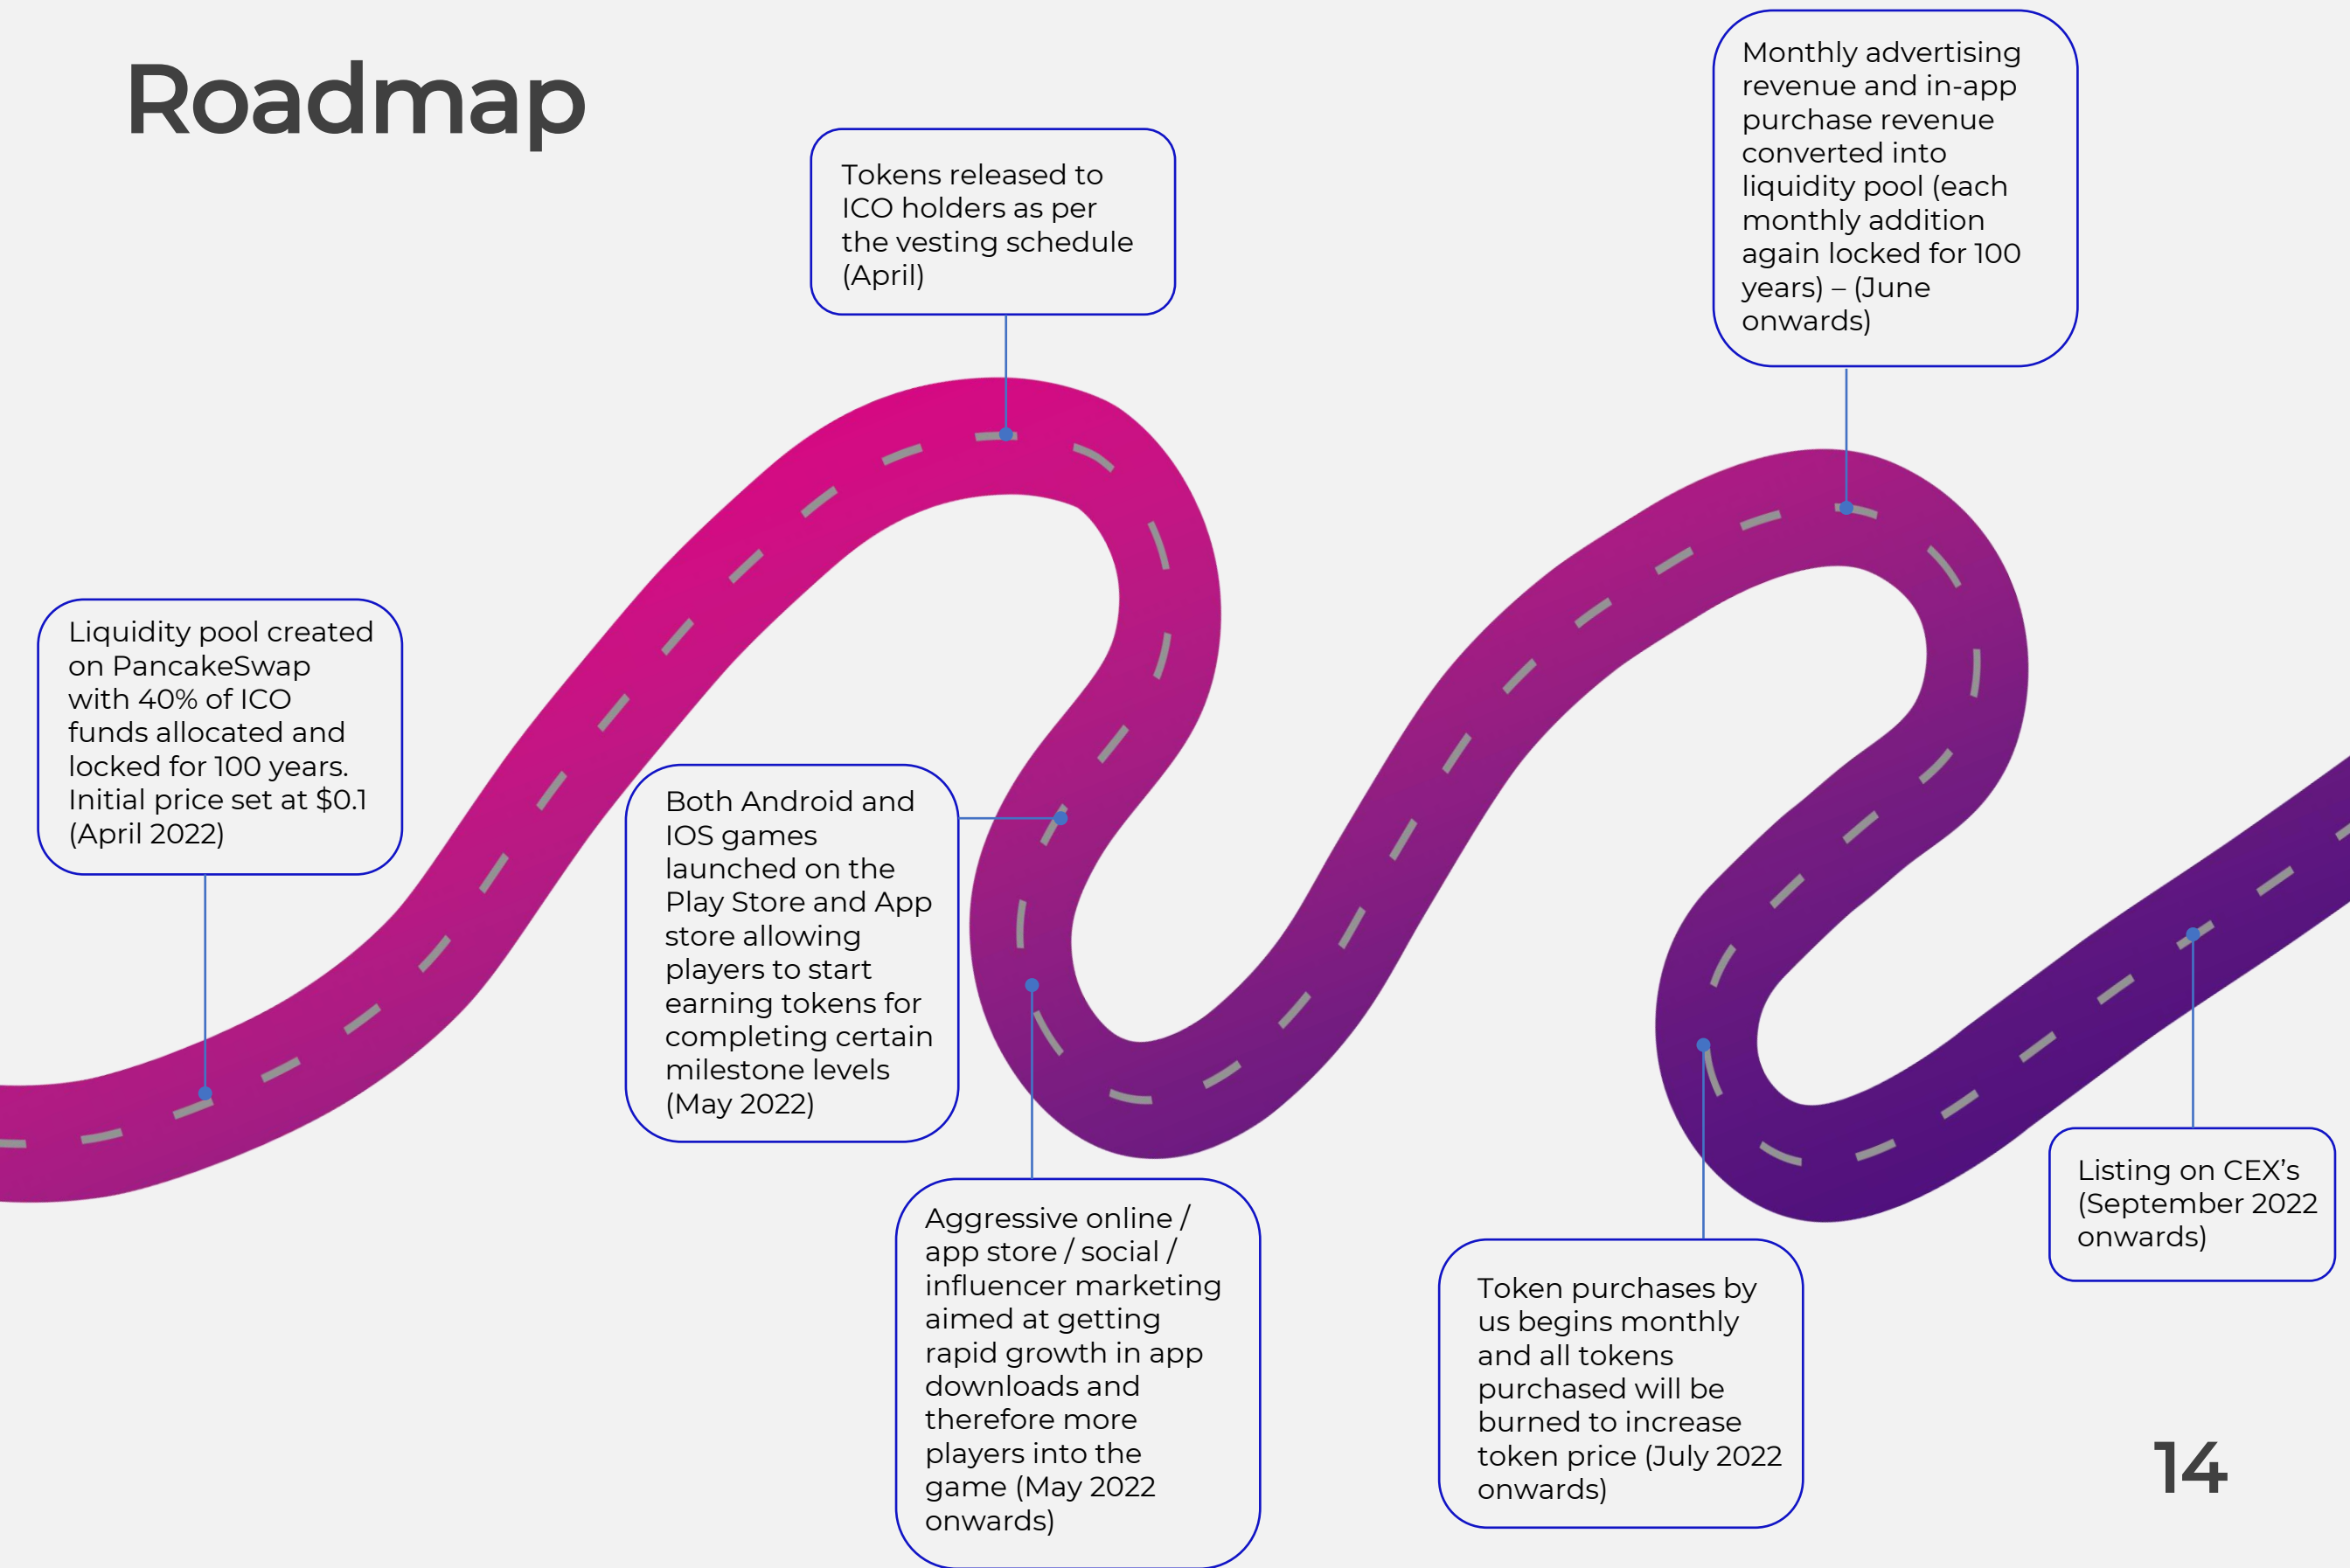 Roadmap
Liquidity pool created
on PancakeSwap
with 40% of ICO
funds allocated and
locked for 100 years.
Initial price set at $0.1
(April 2022)
Tokens released to
ICO holders as per
the vesting schedule
(April)
Both Android and
IOS games
launched on the
Play Store and App
store allowing
players to start
earning tokens for
completing certain
milestone levels
(May 2022)
Aggressive online /
app store / social /
influencer marketing
aimed at getting
rapid growth in app
downloads and
therefore more
players into the
game (May 2022
onwards)
Monthly advertising
revenue and in-app
purchase revenue
converted into
liquidity pool (each
monthly addition
again locked for 100
years) – (June
onwards)
Token purchases by
us begins monthly
and all tokens
purchased will be
burned to increase
token price (July 2022
onwards)
Listing on CEX’s
(September 2022
onwards)
14